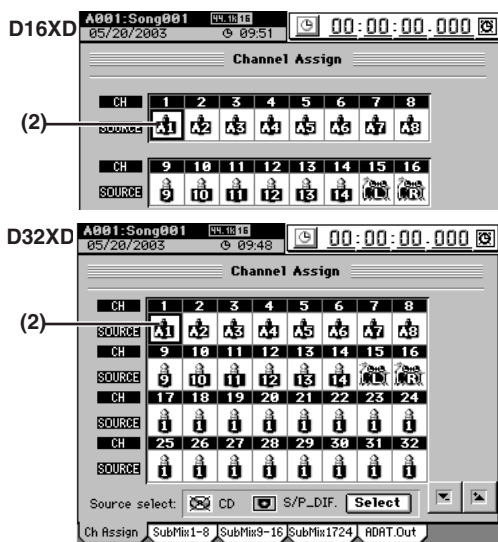 D16XD
A001:Song001 44.1k 16
05/20/2003 09:51 00:00:00.000
Channel Assign
CH 1 2 3 4 5 6 7 8
(2)
SOURCE A1 A2 A3 A4 A5 A6 A7 A8
CH 9 10 11 12 13 14 15 16
SOURCE 9 10 11 12 13 14 L R
D32XD
A001:Song001 44.1k 16
05/20/2003 09:48 00:00:00.000
Channel Assign
CH 1 2 3 4 5 6 7 8
(2)
SOURCE A1 A2 A3 A4 A5 A6 A7 A8
CH 9 10 11 12 13 14 15 16
SOURCE 9 10 11 12 13 14 L R
CH 17 18 19 20 21 22 23 24
SOURCE 1 1 1 1 1 1 1 1
CH 25 26 27 28 29 30 31 32
SOURCE 1 1 1 1 1 1 1 1
Source select: CD S/P_DIF. Select
Ch Assign SubMix1-8 SubMix9-16 SubMix1724 ADAT.Out